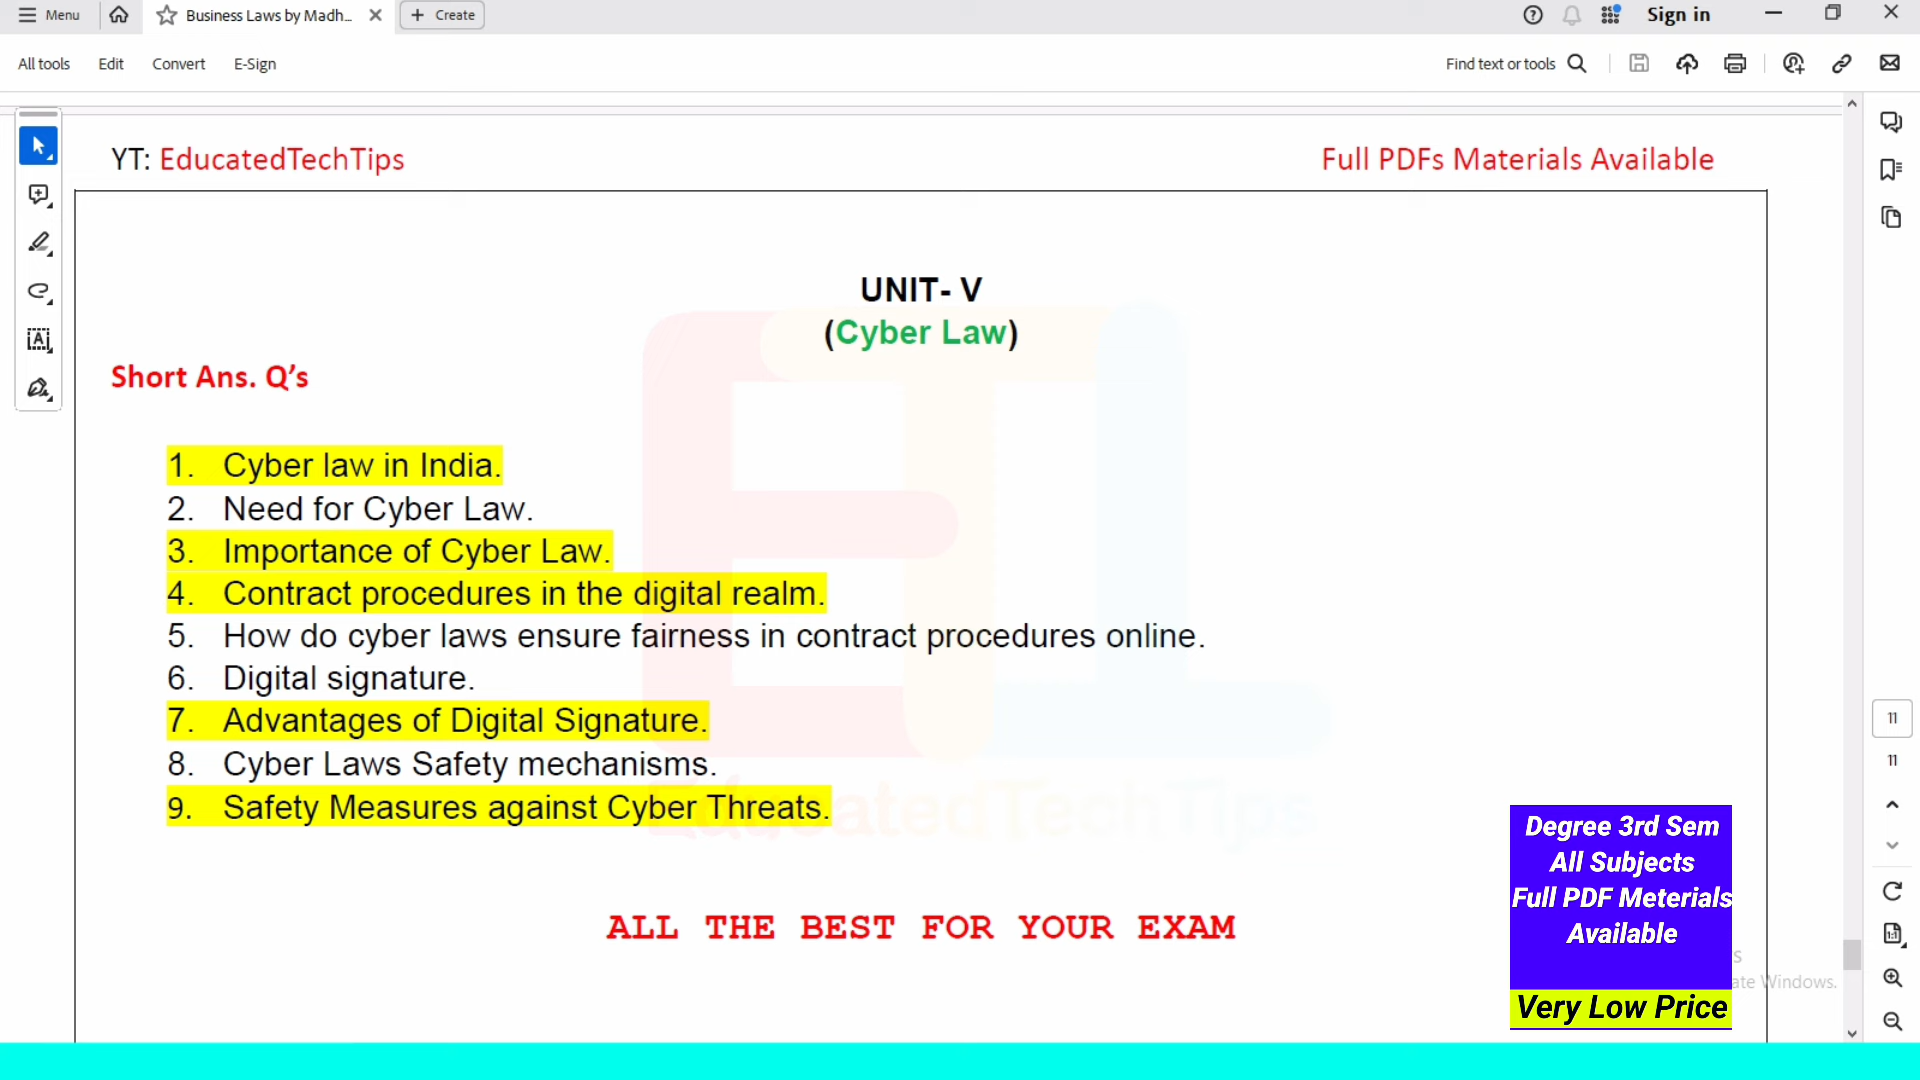 Menu
Business Laws by Madh...
Create
Sign in
All tools
Edit
Convert
E-Sign
Find text or tools
YT: EducatedTechTips
Full PDFs Materials Available
UNIT- V
(Cyber Law)
Short Ans. Q’s
1. Cyber law in India.
2. Need for Cyber Law.
3. Importance of Cyber Law.
4. Contract procedures in the digital realm.
5. How do cyber laws ensure fairness in contract procedures online.
6. Digital signature.
7. Advantages of Digital Signature.
8. Cyber Laws Safety mechanisms.
9. Safety Measures against Cyber Threats.
EducatedTechTips
ALL THE BEST FOR YOUR EXAM
11
11
Degree 3rd Sem
All Subjects
Full PDF Meterials
Available
Very Low Price
Windows.